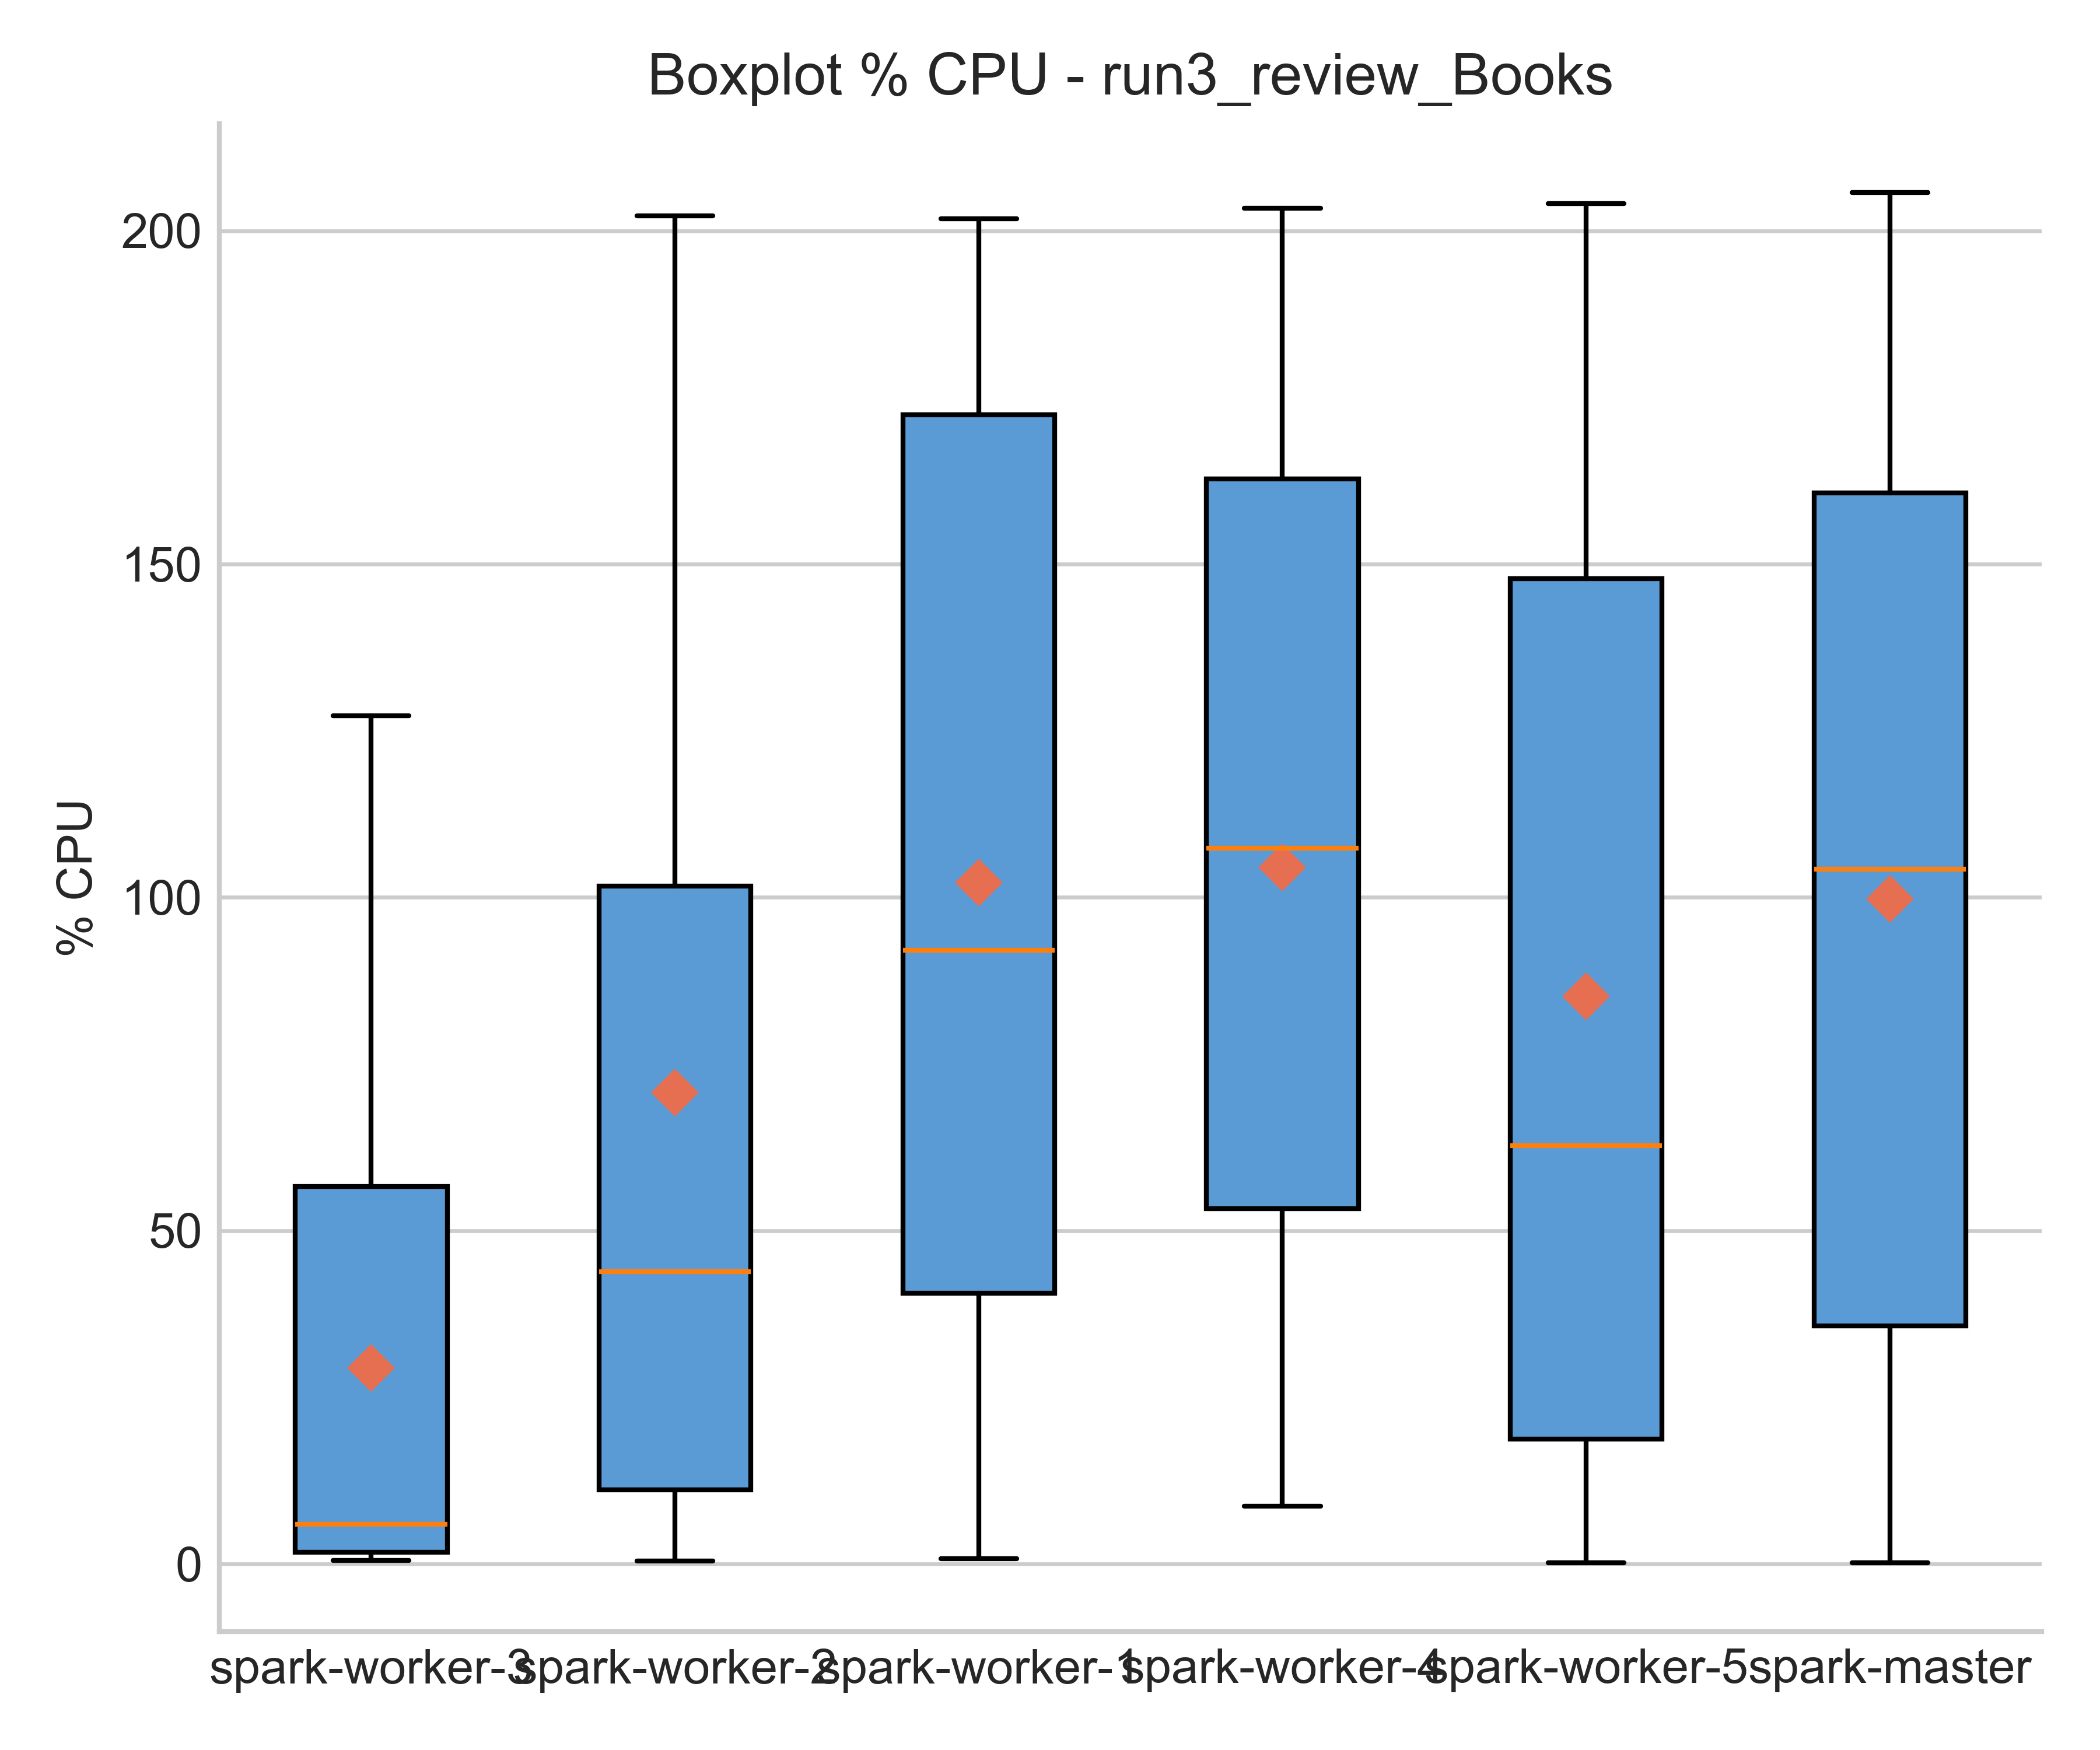 Boxplot % CPU - run3_review_Books
% CPU
200
150
100
50
0
spark-worker-3
spark-worker-2
spark-worker-1
spark-worker-4
spark-worker-5
spark-master